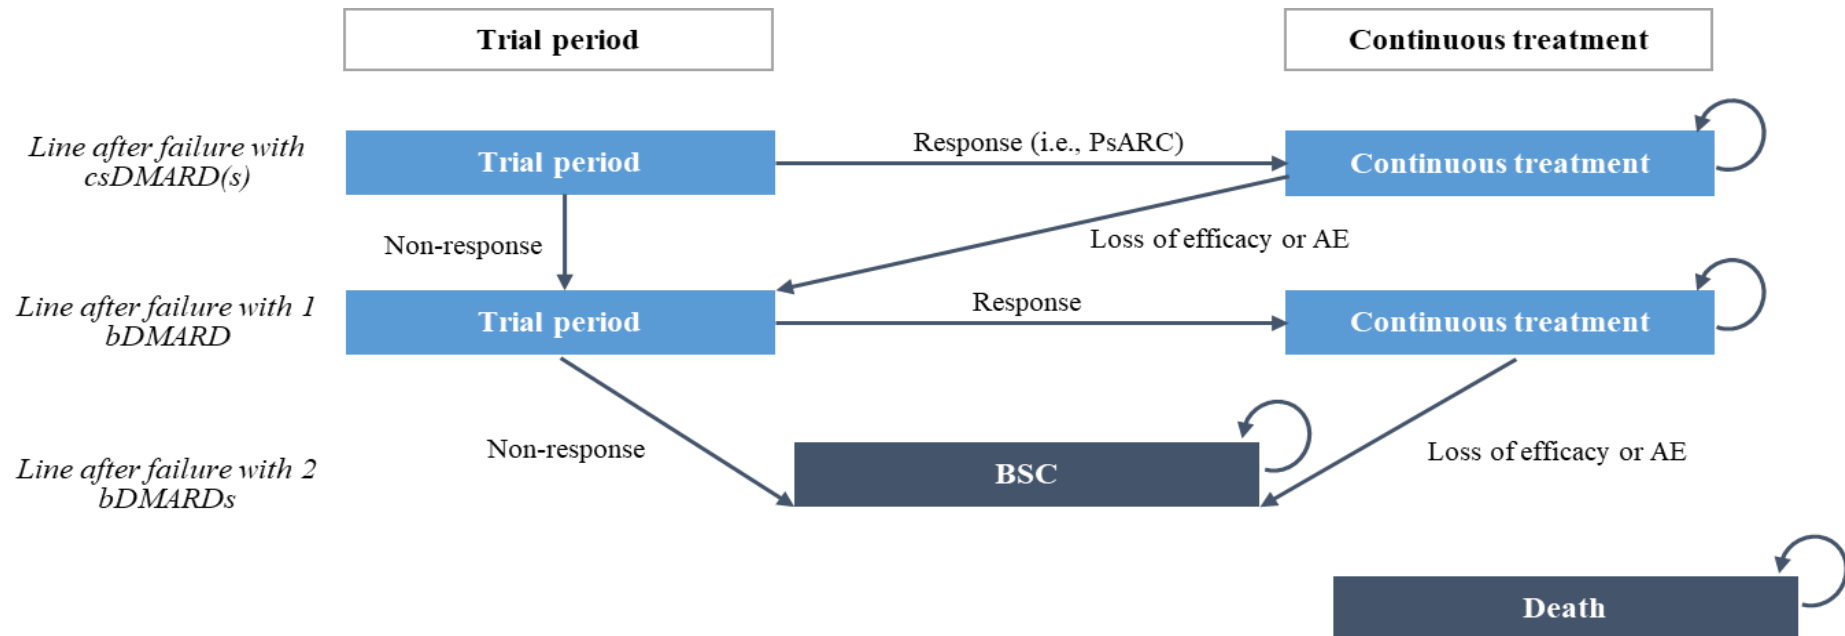 Trial period
Continuous treatment
Line after failure with
csDMARD(s)
Trial period
Response (i.e., PsARC)
Continuous treatment
Non-response
Loss of efficacy or AE
Line after failure with 1
bDMARD
Trial period
Response
Continuous treatment
Non-response
Loss of efficacy or AE
Line after failure with 2
bDMARDs
BSC
Death